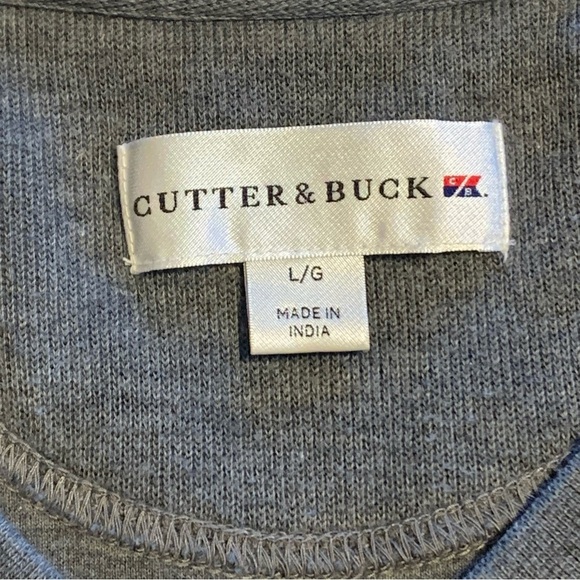 CUTTER & BUCK C/B.
L/G
MADE IN
INDIA